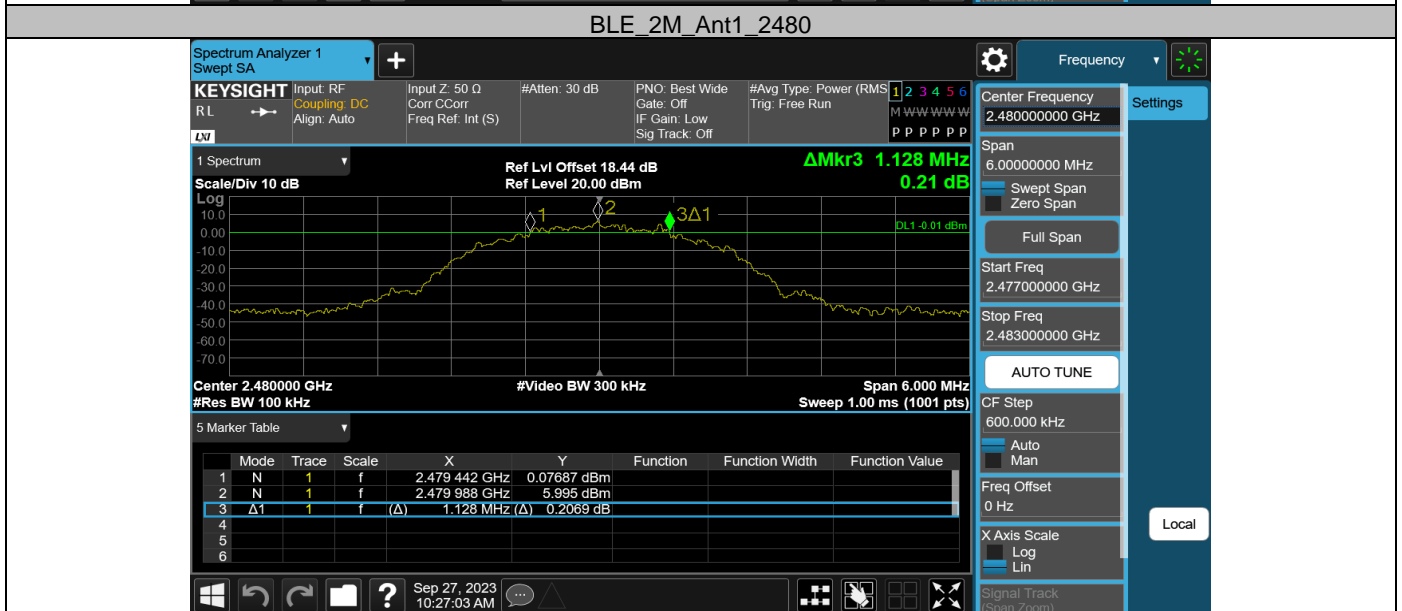 BLE_2M_Ant1_2480
Spectrum Analyzer 1
Swept SA
+
Frequency
KEYSIGHT
R L
LXI
Input: RF
Coupling: DC
Align: Auto
Input Z: 50 Ω
Corr CCorr
Freq Ref: Int (S)
#Atten: 30 dB
PNO: Best Wide
Gate: Off
IF Gain: Low
Sig Track: Off
#Avg Type: Power (RMS
Trig: Free Run
1 2 3 4 5 6
M W W W W W
P P P P P P
1 Spectrum
Scale/Div 10 dB
Ref Lvl Offset 18.44 dB
Ref Level 20.00 dBm
ΔMkr3 1.128 MHz
0.21 dB
Log
10.0
0.00
-10.0
-20.0
-30.0
-40.0
-50.0
-60.0
-70.0
1
2
3Δ1
DL1 -0.01 dBm
Center 2.480000 GHz
#Video BW 300 kHz
Span 6.000 MHz
#Res BW 100 kHz
Sweep 1.00 ms (1001 pts)
5 Marker Table
Mode Trace Scale X Y Function Function Width Function Value
1 N 1 f 2.479 442 GHz 0.07687 dBm
2 N 1 f 2.479 988 GHz 5.995 dBm
3 Δ1 1 f (Δ) 1.128 MHz (Δ) 0.2069 dB
4
5
6
?
Sep 27, 2023
10:27:03 AM
Center Frequency
2.480000000 GHz
Span
6.00000000 MHz
Swept Span
Zero Span
Full Span
Start Freq
2.477000000 GHz
Stop Freq
2.483000000 GHz
AUTO TUNE
CF Step
600.000 kHz
Auto
Man
Freq Offset
0 Hz
X Axis Scale
Log
Lin
Signal Track
(Span Zoom)
Settings
Local